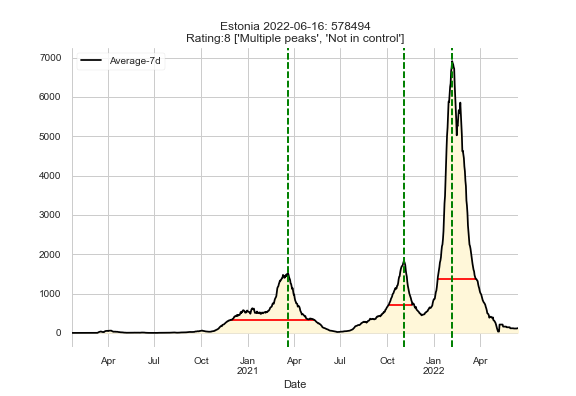 Estonia 2022-06-16: 578494
Rating:8 ['Multiple peaks', 'Not in control']
Average-7d
7000
6000
5000
4000
3000
2000
1000
0
Apr Jul Oct Jan Apr Jul Oct Jan Apr
2021 2022
Date